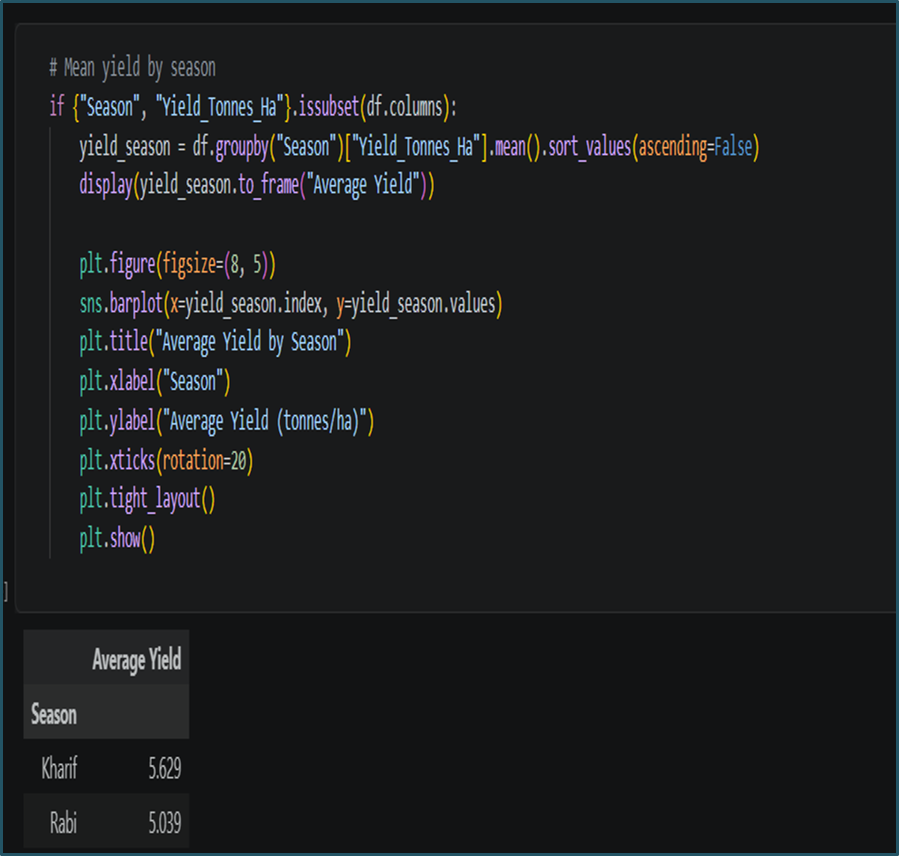 # Mean yield by season
if {"Season", "Yield_Tonnes_Ha"}.issubset(df.columns):
    yield_season = df.groupby("Season")["Yield_Tonnes_Ha"].mean().sort_values(ascending=False)
    display(yield_season.to_frame("Average Yield"))
    plt.figure(figsize=(8, 5))
    sns.barplot(x=yield_season.index, y=yield_season.values)
    plt.title("Average Yield by Season")
    plt.xlabel("Season")
    plt.ylabel("Average Yield (tonnes/ha)")
    plt.xticks(rotation=20)
    plt.tight_layout()
    plt.show()
]
Average Yield
Season
Kharif 5.629
Rabi 5.039